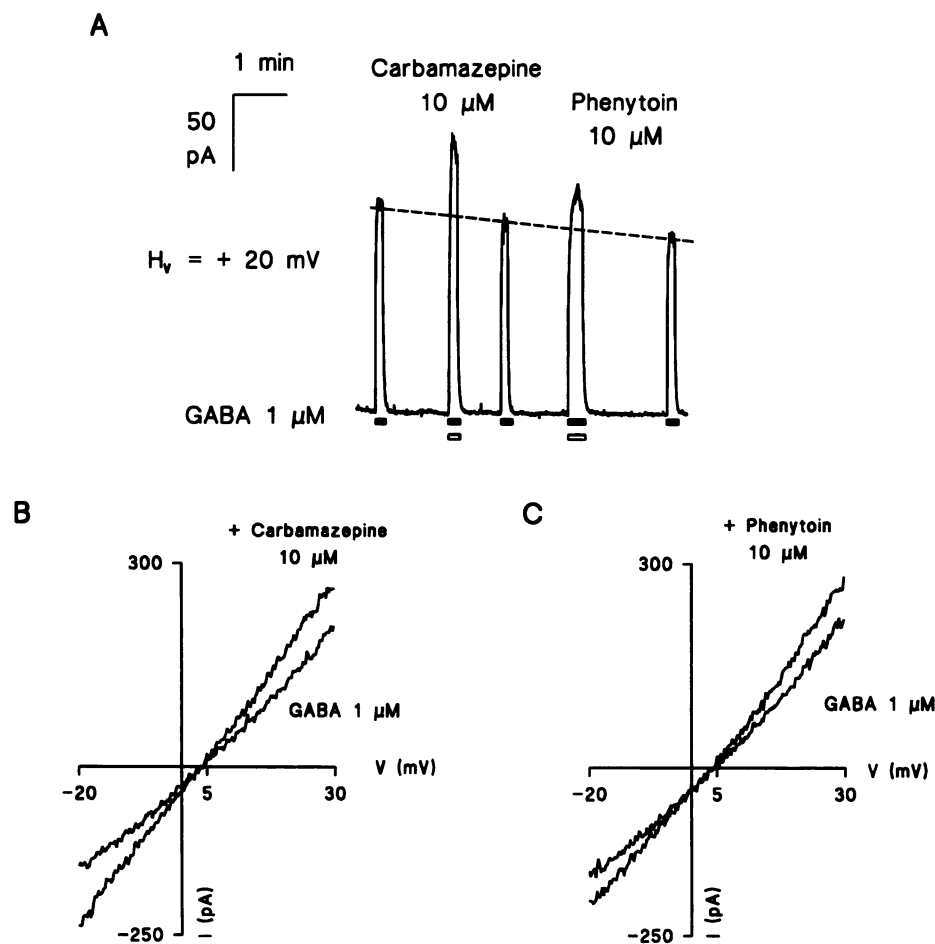 A
1 min
50
pA
Carbamazepine
10 μM
Phenytoin
10 μM
Hv = + 20 mV
GABA 1 μM
B
+ Carbamazepine
10 μM
300
GABA 1 μM
V (mV)
-20
5
30
I (pA)
-250
C
+ Phenytoin
10 μM
300
GABA 1 μM
V (mV)
-20
5
30
I (pA)
-250